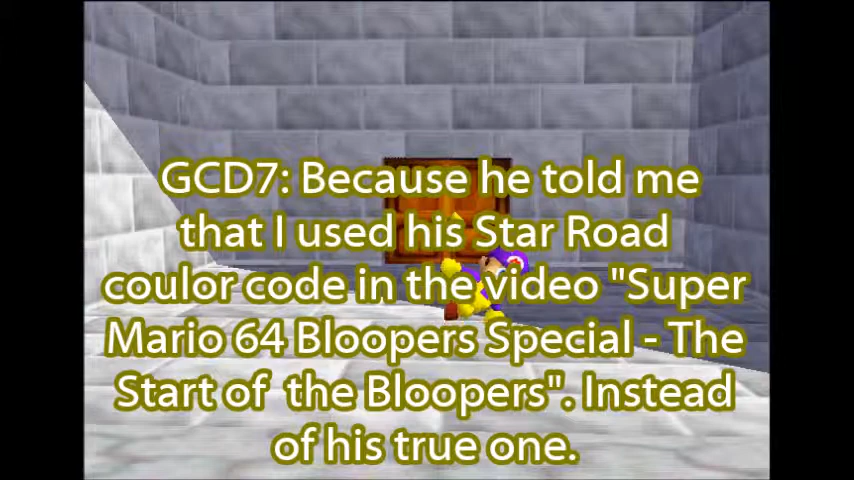 GCD7: Because he told me
that I used his Star Road
coulor code in the video "Super
Mario 64 Bloopers Special - The
Start of  the Bloopers". Instead
of his true one.